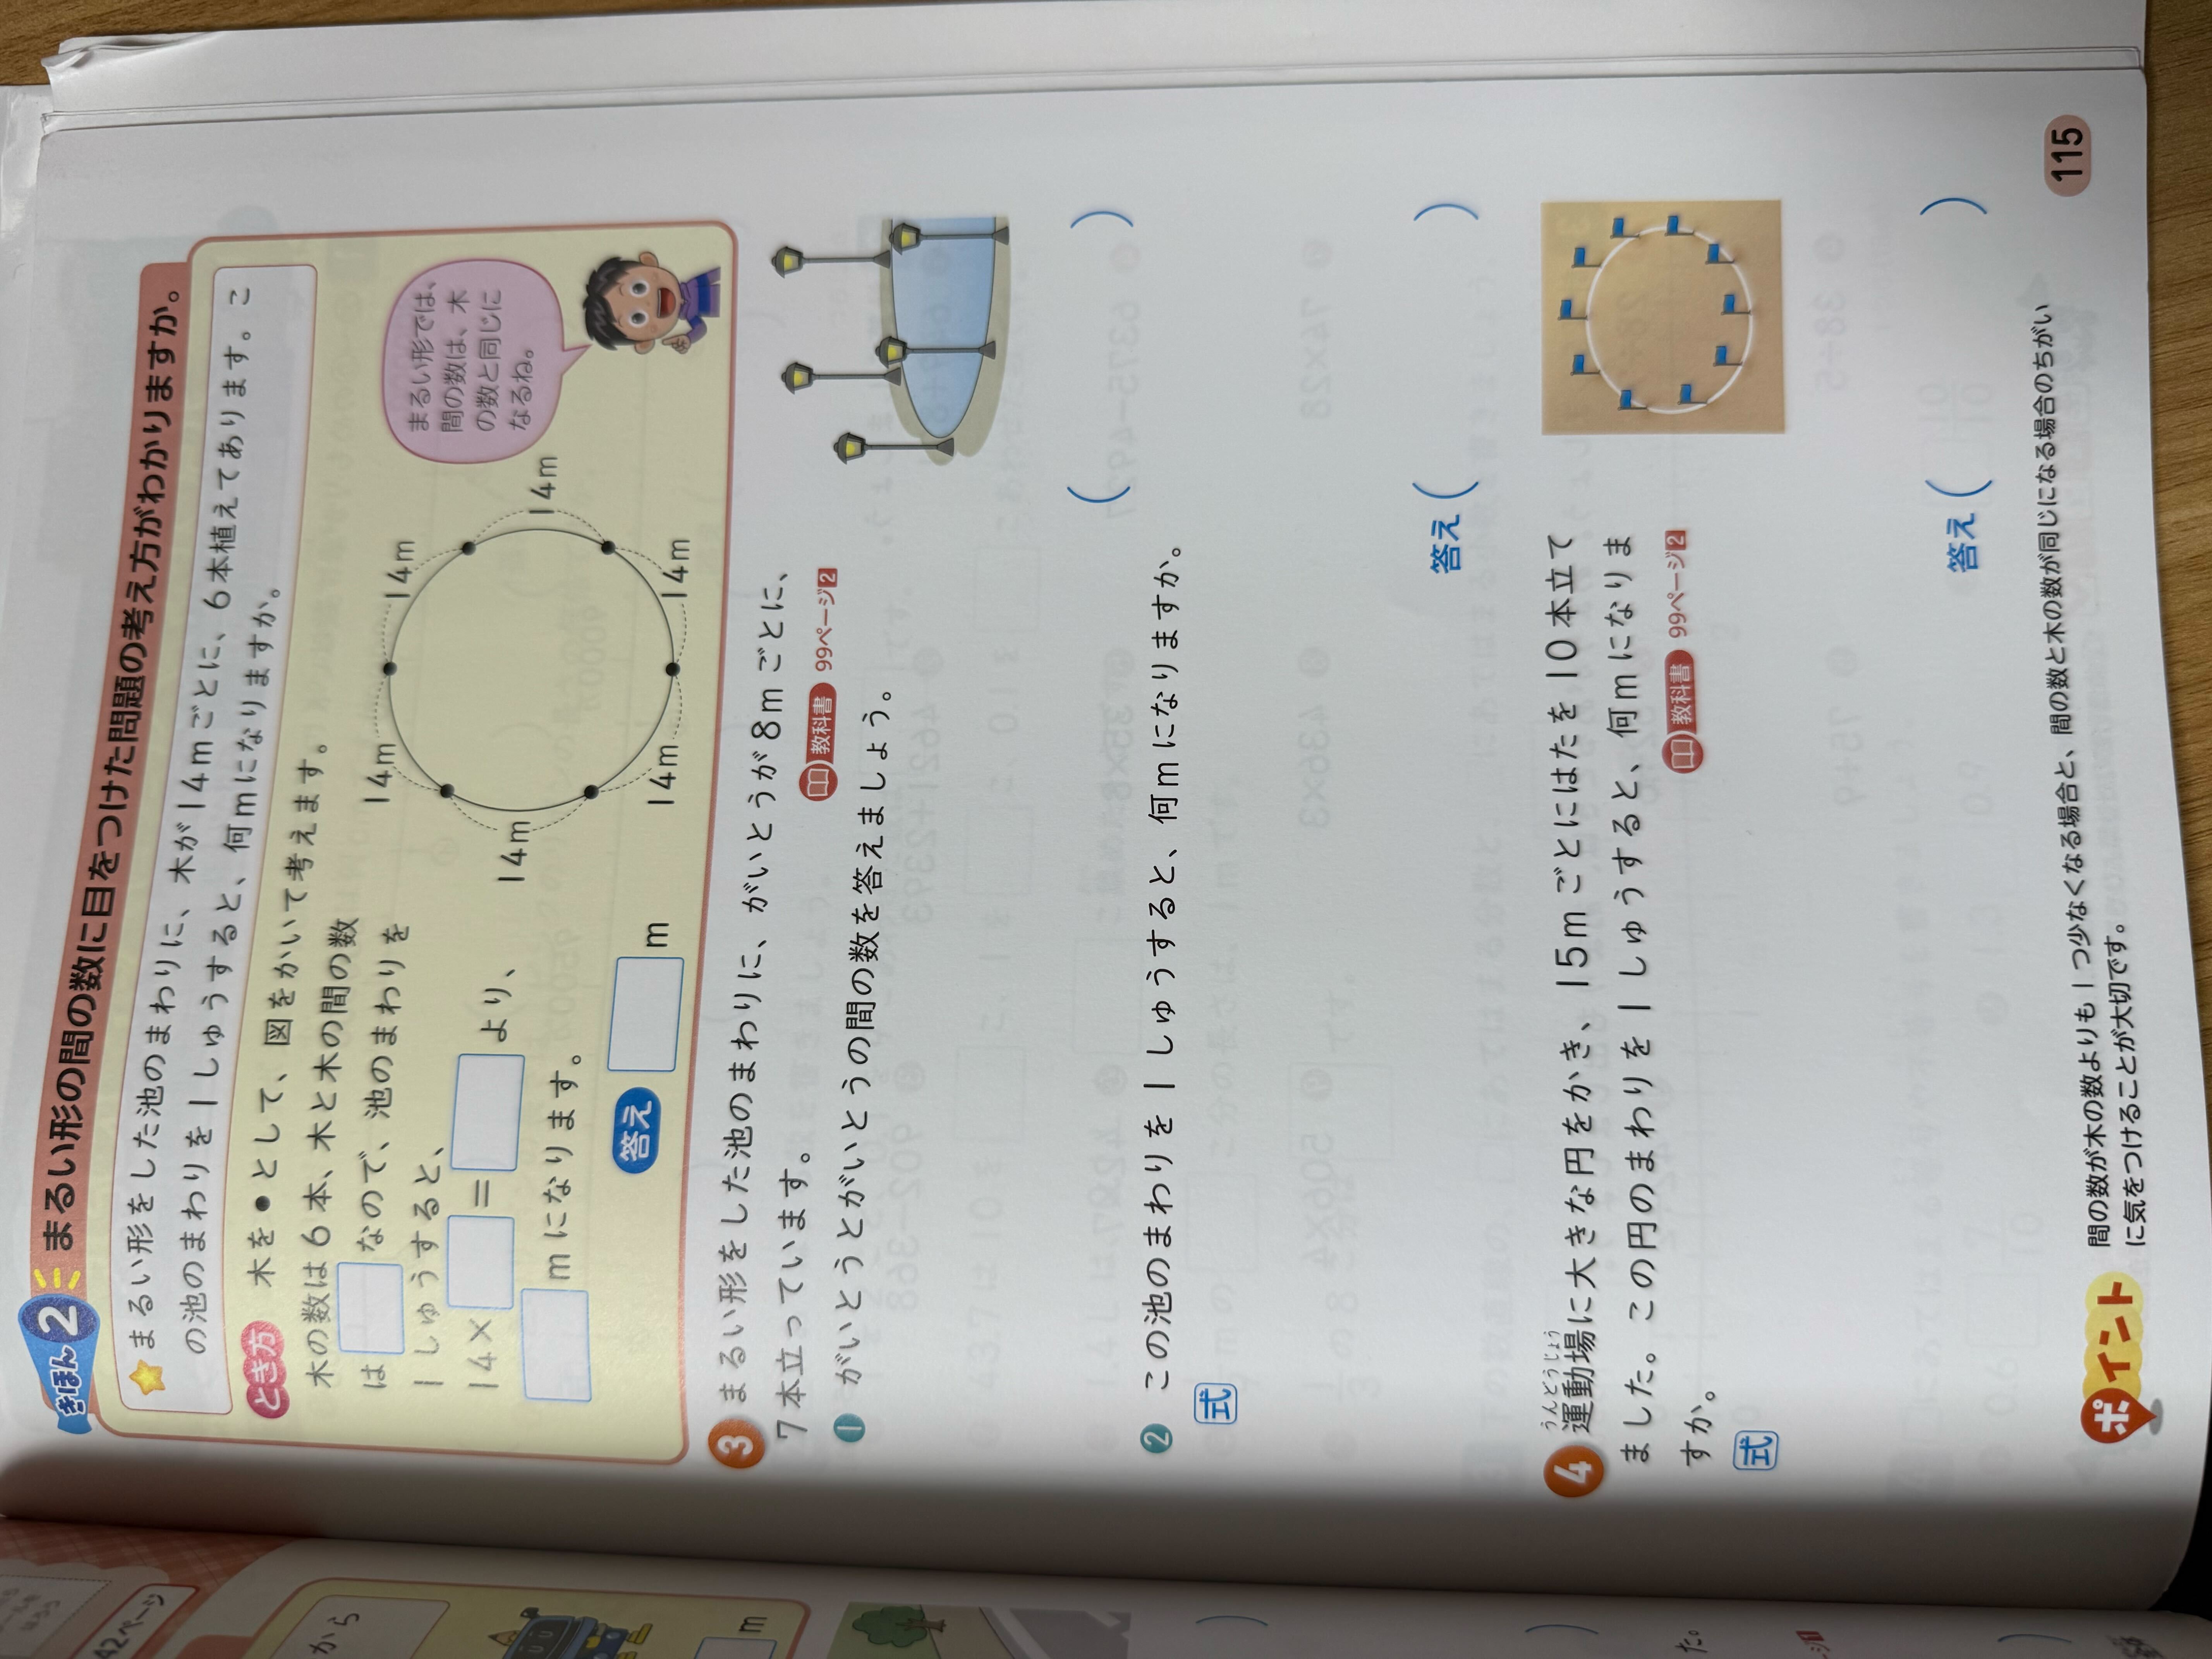 きほん2 まるい形の間の数に目をつけた問題の考え方がわかりますか。
まるい形をした池のまわりに、木が14mごとに、6本植えてあります。こ
の池のまわりを1しゅうすると、何mになりますか。
とき方 木を●として、図をかいて考えます。
木の数は6本、木と木の間の数
は なので、池のまわりを
1しゅうすると、
14× = より、
mになります。
答え m
14m
14m
14m
14m
14m
14m
まるい形では、
間の数は、木
の数と同じに
なるね。
3 まるい形をした池のまわりに、がいとうが8mごとに、
7本立っています。
教科書 99ページ2
1 がいとうとがいとうの間の数を答えましょう。
( )
2 この池のまわりを1しゅうすると、何mになりますか。
式
答え( )
4 運動場に大きな円をかき、15mごとにはたを10本立て
うんどうじょう
ました。この円のまわりを1しゅうすると、何mになりま
すか。
教科書 99ページ2
式
答え( )
ポイント 間の数が木の数よりも1つ少なくなる場合と、間の数と木の数が同じになる場合のちがい
に気をつけることが大切です。
115
42ページ
から
m
た。